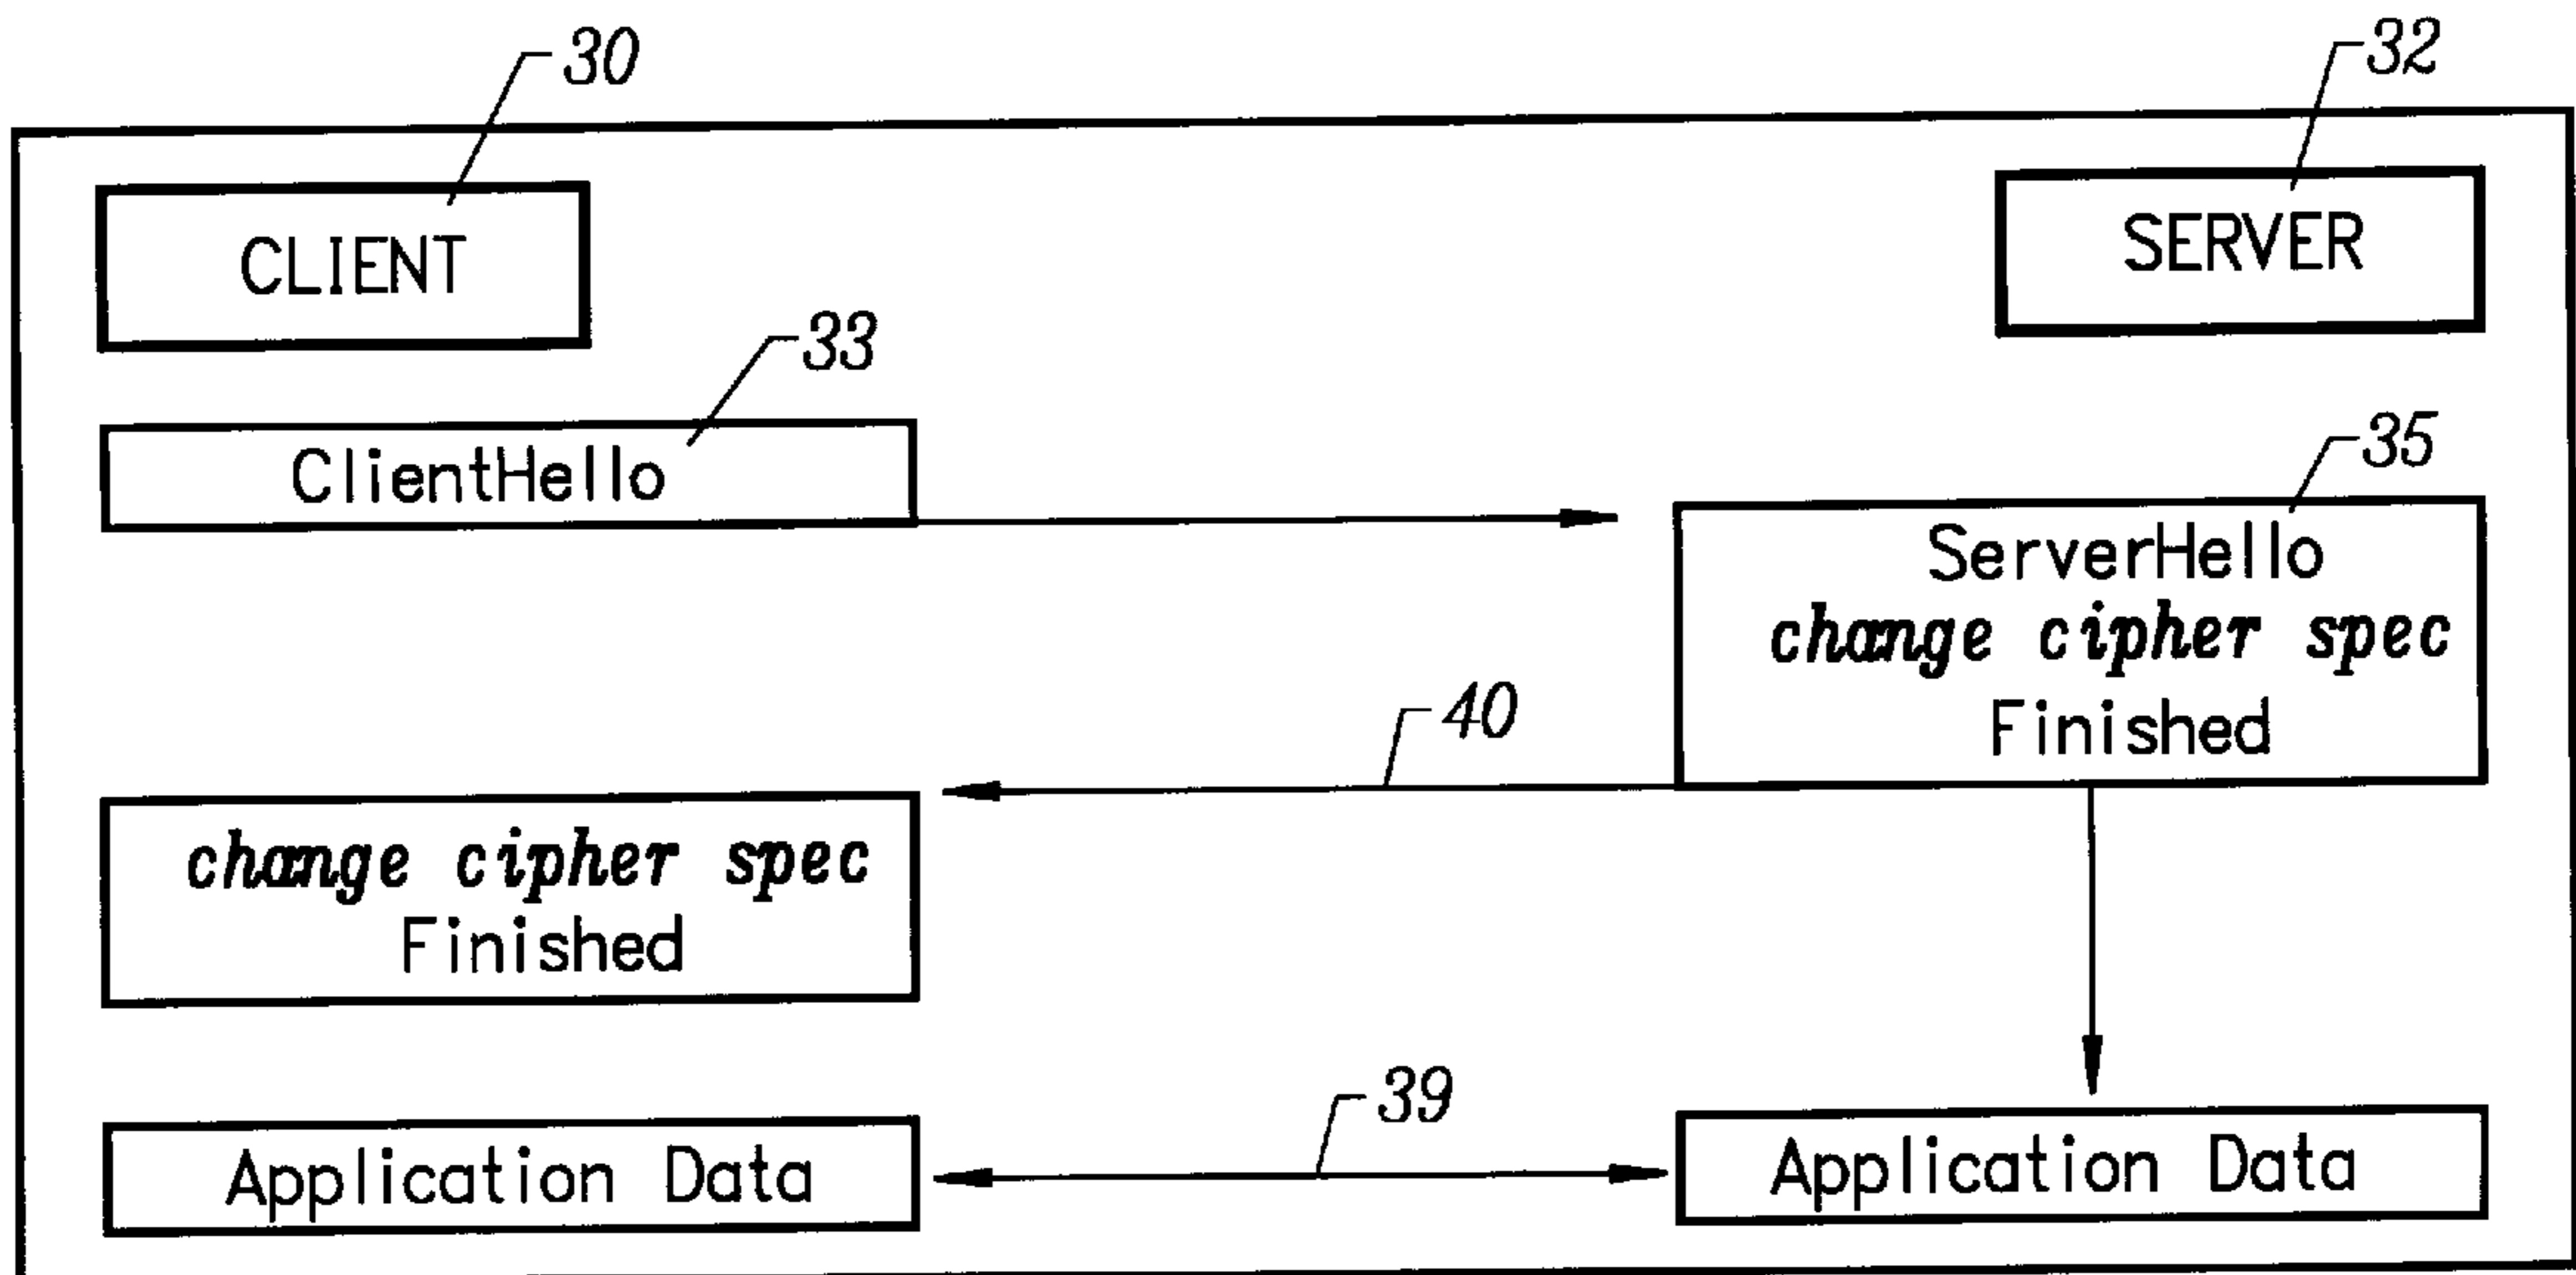 30
32
CLIENT
SERVER
33
ClientHello
35
ServerHello
change cipher spec
Finished
40
change cipher spec
Finished
39
Application Data
Application Data